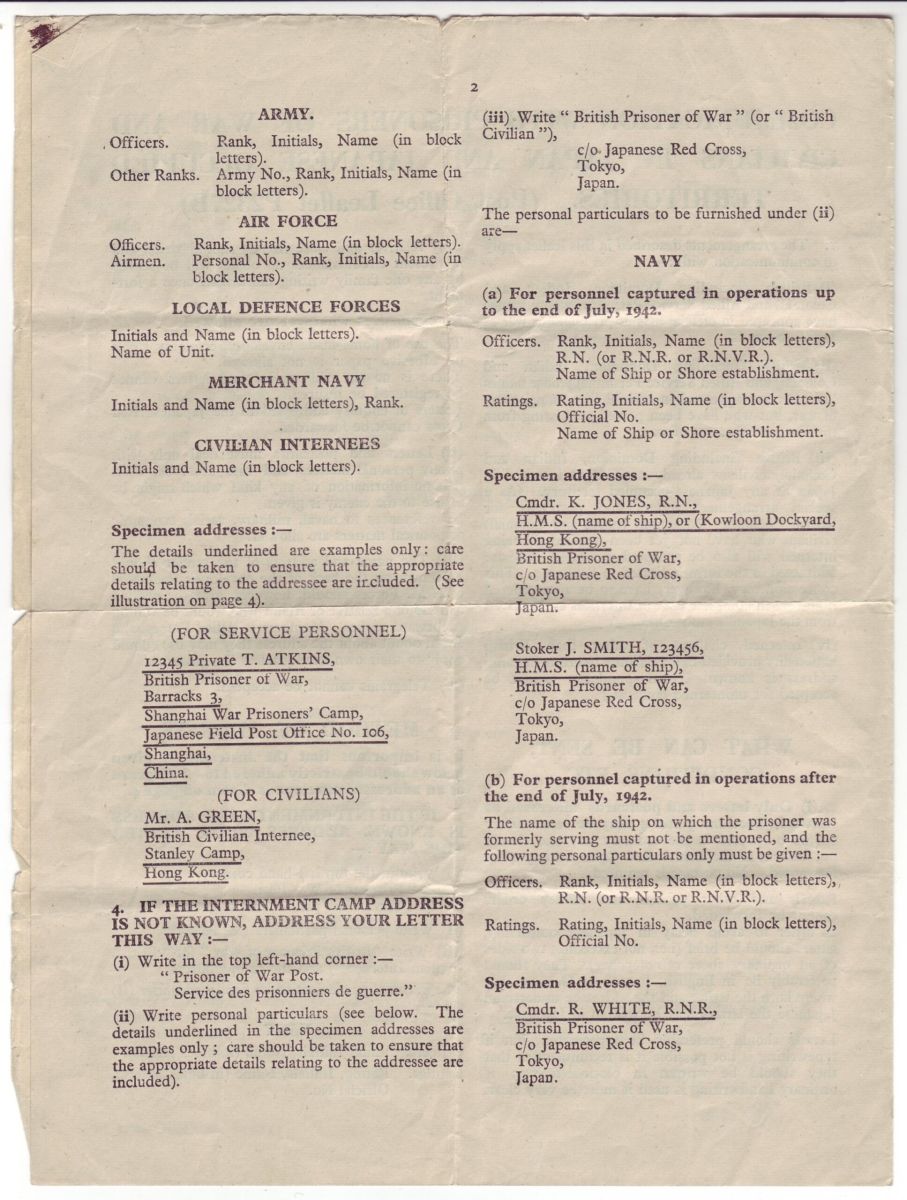 2
ARMY.
Officers. Rank, Initials, Name (in block
letters).
Other Ranks. Army No., Rank, Initials, Name (in
block letters).
AIR FORCE
Officers. Rank, Initials, Name (in block letters).
Airmen. Personal No., Rank, Initials, Name (in
block letters).
LOCAL DEFENCE FORCES
Initials and Name (in block letters).
Name of Unit.
MERCHANT NAVY
Initials and Name (in block letters), Rank.
CIVILIAN INTERNEES
Initials and Name (in block letters).
Specimen addresses :—
The details underlined are examples only: care
should be taken to ensure that the appropriate
details relating to the addressee are included. (See
illustration on page 4).
(FOR SERVICE PERSONNEL)
12345 Private T. ATKINS,
British Prisoner of War,
Barracks 3,
Shanghai War Prisoners' Camp,
Japanese Field Post Office No. 106,
Shanghai,
China.
(FOR CIVILIANS)
Mr. A. GREEN,
British Civilian Internee,
Stanley Camp,
Hong Kong.
4. IF THE INTERNMENT CAMP ADDRESS
IS NOT KNOWN, ADDRESS YOUR LETTER
THIS WAY :—
(i) Write in the top left-hand corner :—
" Prisoner of War Post.
Service des prisonniers de guerre."
(ii) Write personal particulars (see below. The
details underlined in the specimen addresses are
examples only ; care should be taken to ensure that
the appropriate details relating to the addressee are
included).
(iii) Write " British Prisoner of War " (or " British
Civilian "),
c/o Japanese Red Cross,
Tokyo,
Japan.
The personal particulars to be furnished under (ii)
are—
NAVY
(a) For personnel captured in operations up
to the end of July, 1942.
Officers. Rank, Initials, Name (in block letters),
R.N. (or R.N.R. or R.N.V.R.).
Name of Ship or Shore establishment.
Ratings. Rating, Initials, Name (in block letters),
Official No.
Name of Ship or Shore establishment.
Specimen addresses :—
Cmdr. K. JONES, R.N.,
H.M.S. (name of ship), or (Kowloon Dockyard,
Hong Kong),
British Prisoner of War,
c/o Japanese Red Cross,
Tokyo,
Japan.
Stoker J. SMITH, 123456,
H.M.S. (name of ship),
British Prisoner of War,
c/o Japanese Red Cross,
Tokyo,
Japan.
(b) For personnel captured in operations after
the end of July, 1942.
The name of the ship on which the prisoner was
formerly serving must not be mentioned, and the
following personal particulars only must be given :—
Officers. Rank, Initials, Name (in block letters),
R.N. (or R.N.R. or R.N.V.R.).
Ratings. Rating, Initials, Name (in block letters),
Official No.
Specimen addresses :—
Cmdr. R. WHITE, R.N.R.,
British Prisoner of War,
c/o Japanese Red Cross,
Tokyo,
Japan.